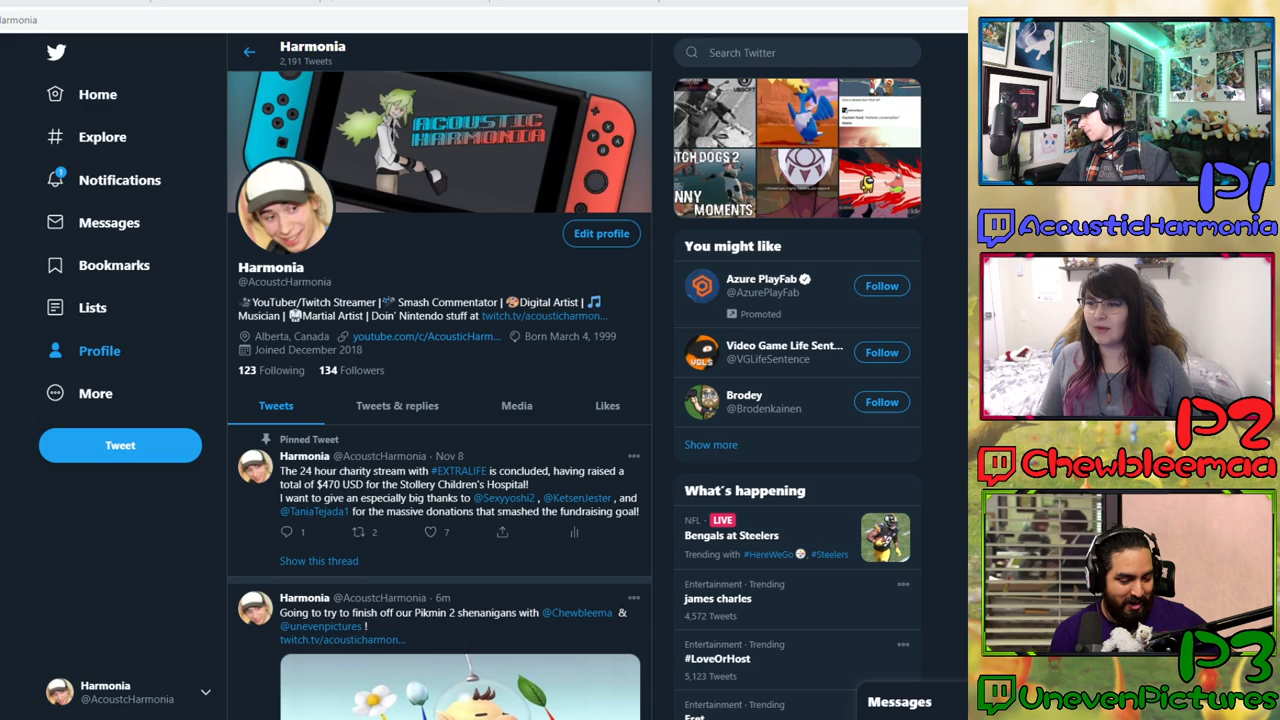 armonia
Harmonia
2,191 Tweets
Search Twitter
Home
Explore
1
Notifications
Messages
Bookmarks
Lists
Profile
More
Tweet
Harmonia
@AcoustcHarmonia
ACOUSTIC
HARMONIA
Edit profile
Harmonia
@AcoustcHarmonia
YouTuber/Twitch Streamer | Smash Commentator | Digital Artist |
Musician | Martial Artist | Doin' Nintendo stuff at twitch.tv/acousticharmon...
Alberta, Canada youtube.com/c/AcousticHarm... Born March 4, 1999
Joined December 2018
123 Following 134 Followers
Tweets Tweets & replies Media Likes
Pinned Tweet
Harmonia @AcoustcHarmonia · Nov 8
The 24 hour charity stream with #EXTRALIFE is concluded, having raised a
total of $470 USD for the Stollery Children's Hospital!
I want to give an especially big thanks to @Sexyyoshi2 , @KetsenJester , and
@TaniaTejada1 for the massive donations that smashed the fundraising goal!
1 2 7
Show this thread
Harmonia @AcoustcHarmonia · 6m
Going to try to finish off our Pikmin 2 shenanigans with @Chewbleema &
@unevenpictures !
twitch.tv/acousticharmon...
UBISOFT
TCH DOGS 2
NNY
MOMENTS
You might like
Azure PlayFab
@AzurePlayFab
Promoted
Follow
VGLS
Video Game Life Sent...
@VGLifeSentence
Follow
Brodey
@Brodenkainen
Follow
Show more
What's happening
NFL · LIVE
Bengals at Steelers
Trending with #HereWeGo, #Steelers
Entertainment · Trending
james charles
4,572 Tweets
Entertainment · Trending
#LoveOrHost
5,123 Tweets
Entertainment · Trending
Fret
Messages
P1
AcousticHarmonia
P2
Chewbleemaa
P3
UnevenPictures